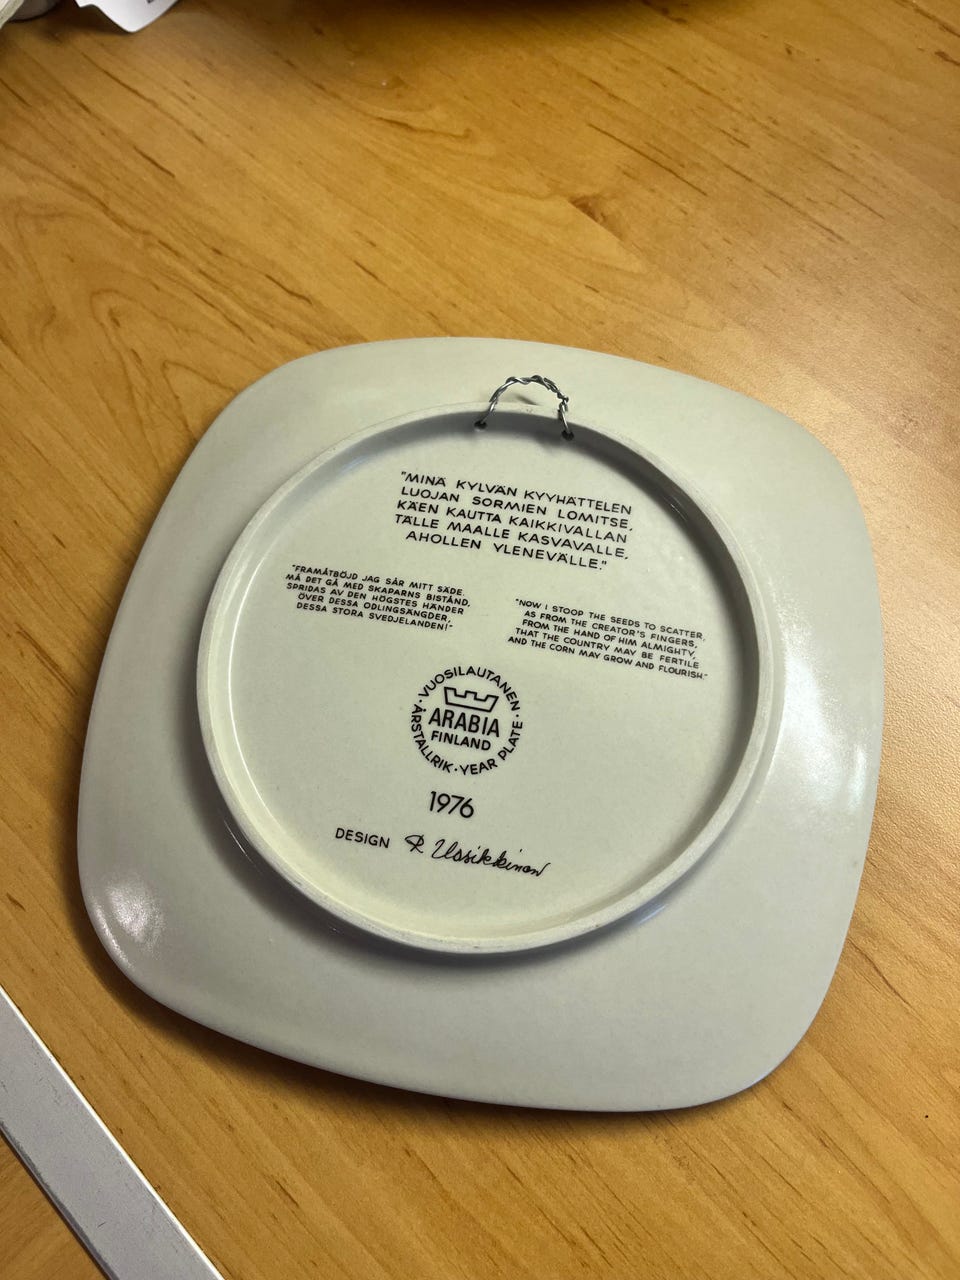 "MINÄ KYLVÄN KYYHÄTTELEN
LUOJAN SORMIEN LOMITSE,
KÄEN KAUTTA KAIKKIVALLAN
TÄLLE MAALLE KASVAVALLE,
AHOLLEN YLENEVÄLLE."
"FRAMÅTBÖJD JAG SÅR MITT SÄDE.
MÅ DET GÅ MED SKAPARNS BISTÅND,
SPRIDAS AV DEN HÖGSTES HÄNDER
ÖVER DESSA ODLINGSÄNGDER,
DESSA STORA SVEDJELANDEN!"
"NOW I STOOP THE SEEDS TO SCATTER,
AS FROM THE CREATOR'S FINGERS,
FROM THE HAND OF HIM ALMIGHTY,
THAT THE COUNTRY MAY BE FERTILE
AND THE CORN MAY GROW AND FLOURISH."
· VUOSILAUTANEN · ÅRSTALLRIK · YEAR PLATE
ARABIA
FINLAND
1976
DESIGN R Uosikkinen